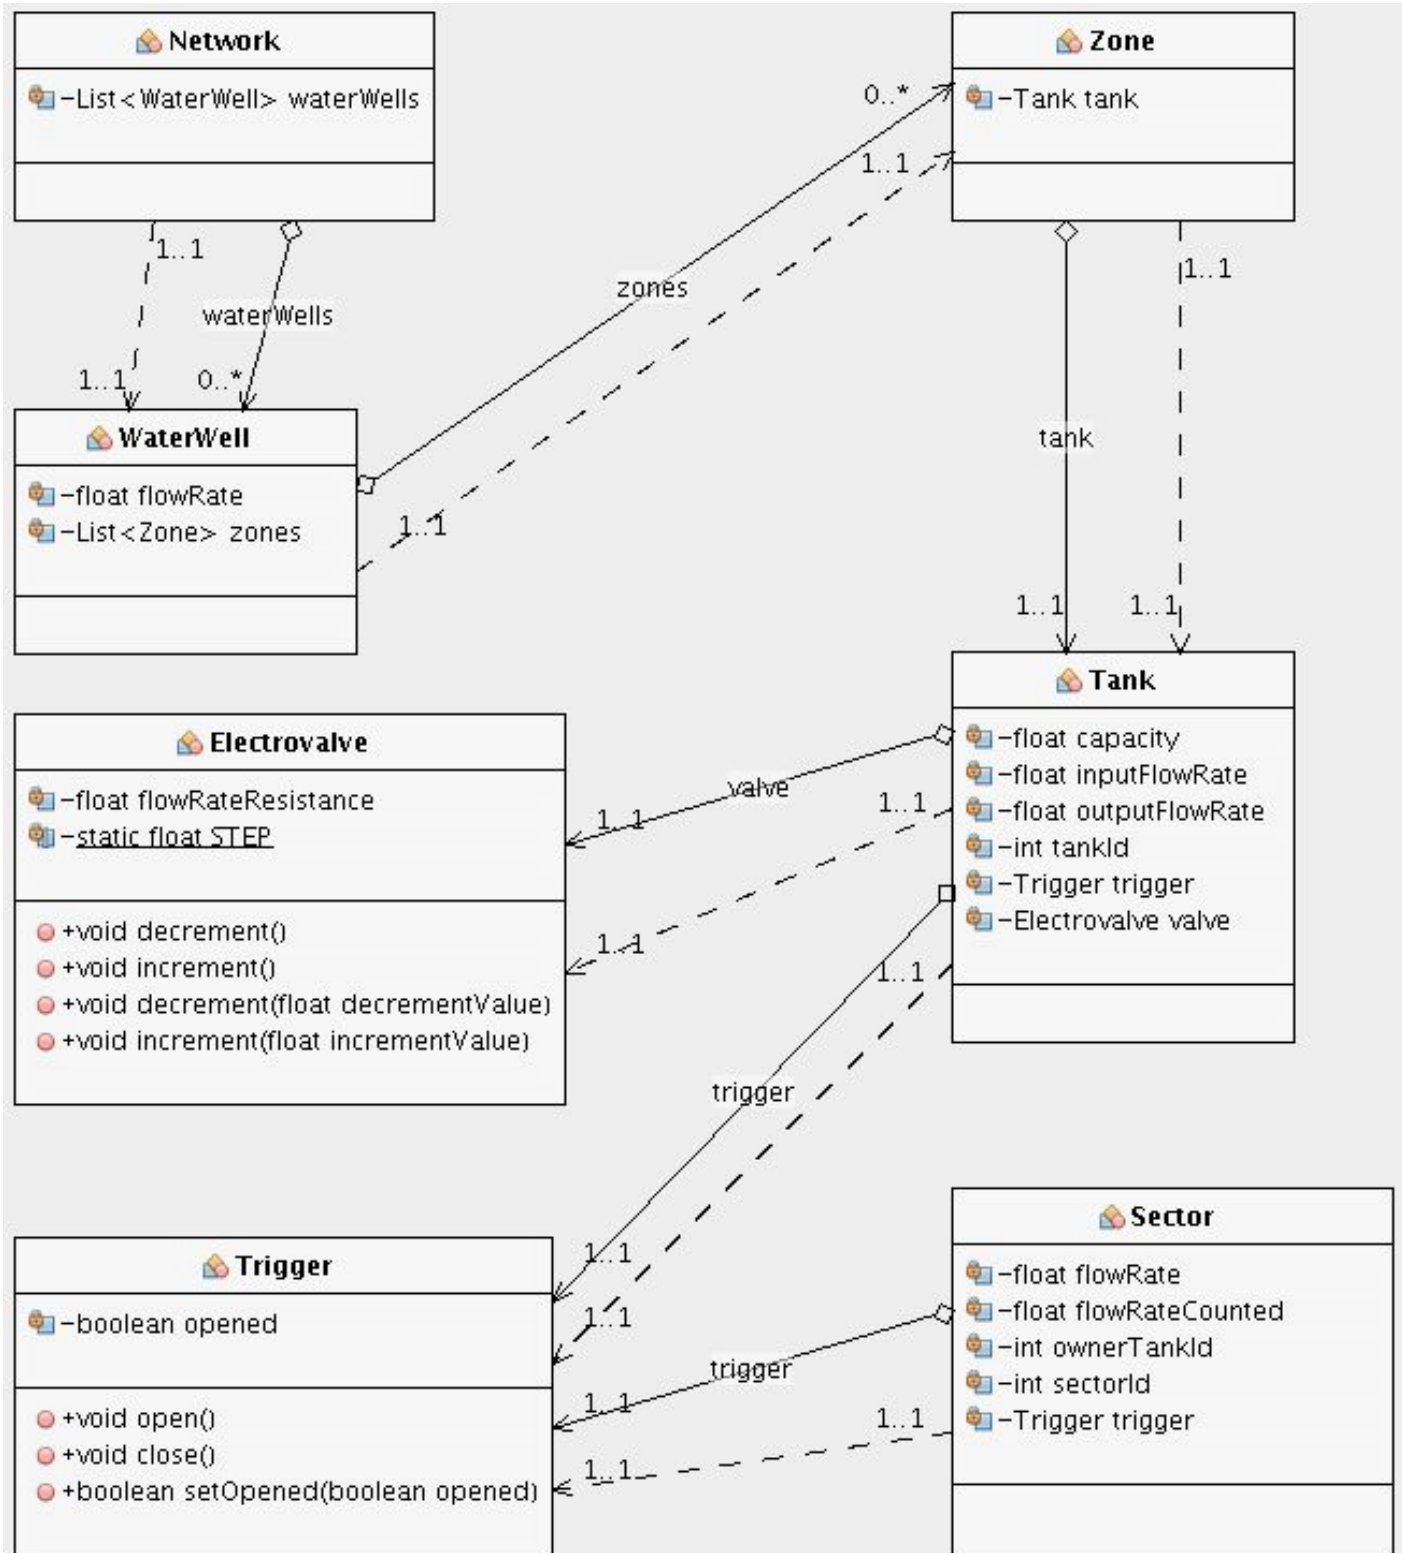 Network
-List<WaterWell> waterWells
Zone
-Tank tank
0..*
1..1
1..1
waterWells
zones
1..1
1..1
0..*
WaterWell
-float flowRate
-List<Zone> zones
1..1
tank
1..1
1..1
Tank
-float capacity
-float inputFlowRate
-float outputFlowRate
-int tankId
-Trigger trigger
-Electrovalve valve
Electrovalve
-float flowRateResistance
-static float STEP
+void decrement()
+void increment()
+void decrement(float decrementValue)
+void increment(float incrementValue)
valve
1..1
1..1
1..1
1..1
trigger
1..1
1..1
Trigger
-boolean opened
+void open()
+void close()
+boolean setOpened(boolean opened)
trigger
1..1
1..1
1..1
Sector
-float flowRate
-float flowRateCounted
-int ownerTankId
-int sectorId
-Trigger trigger